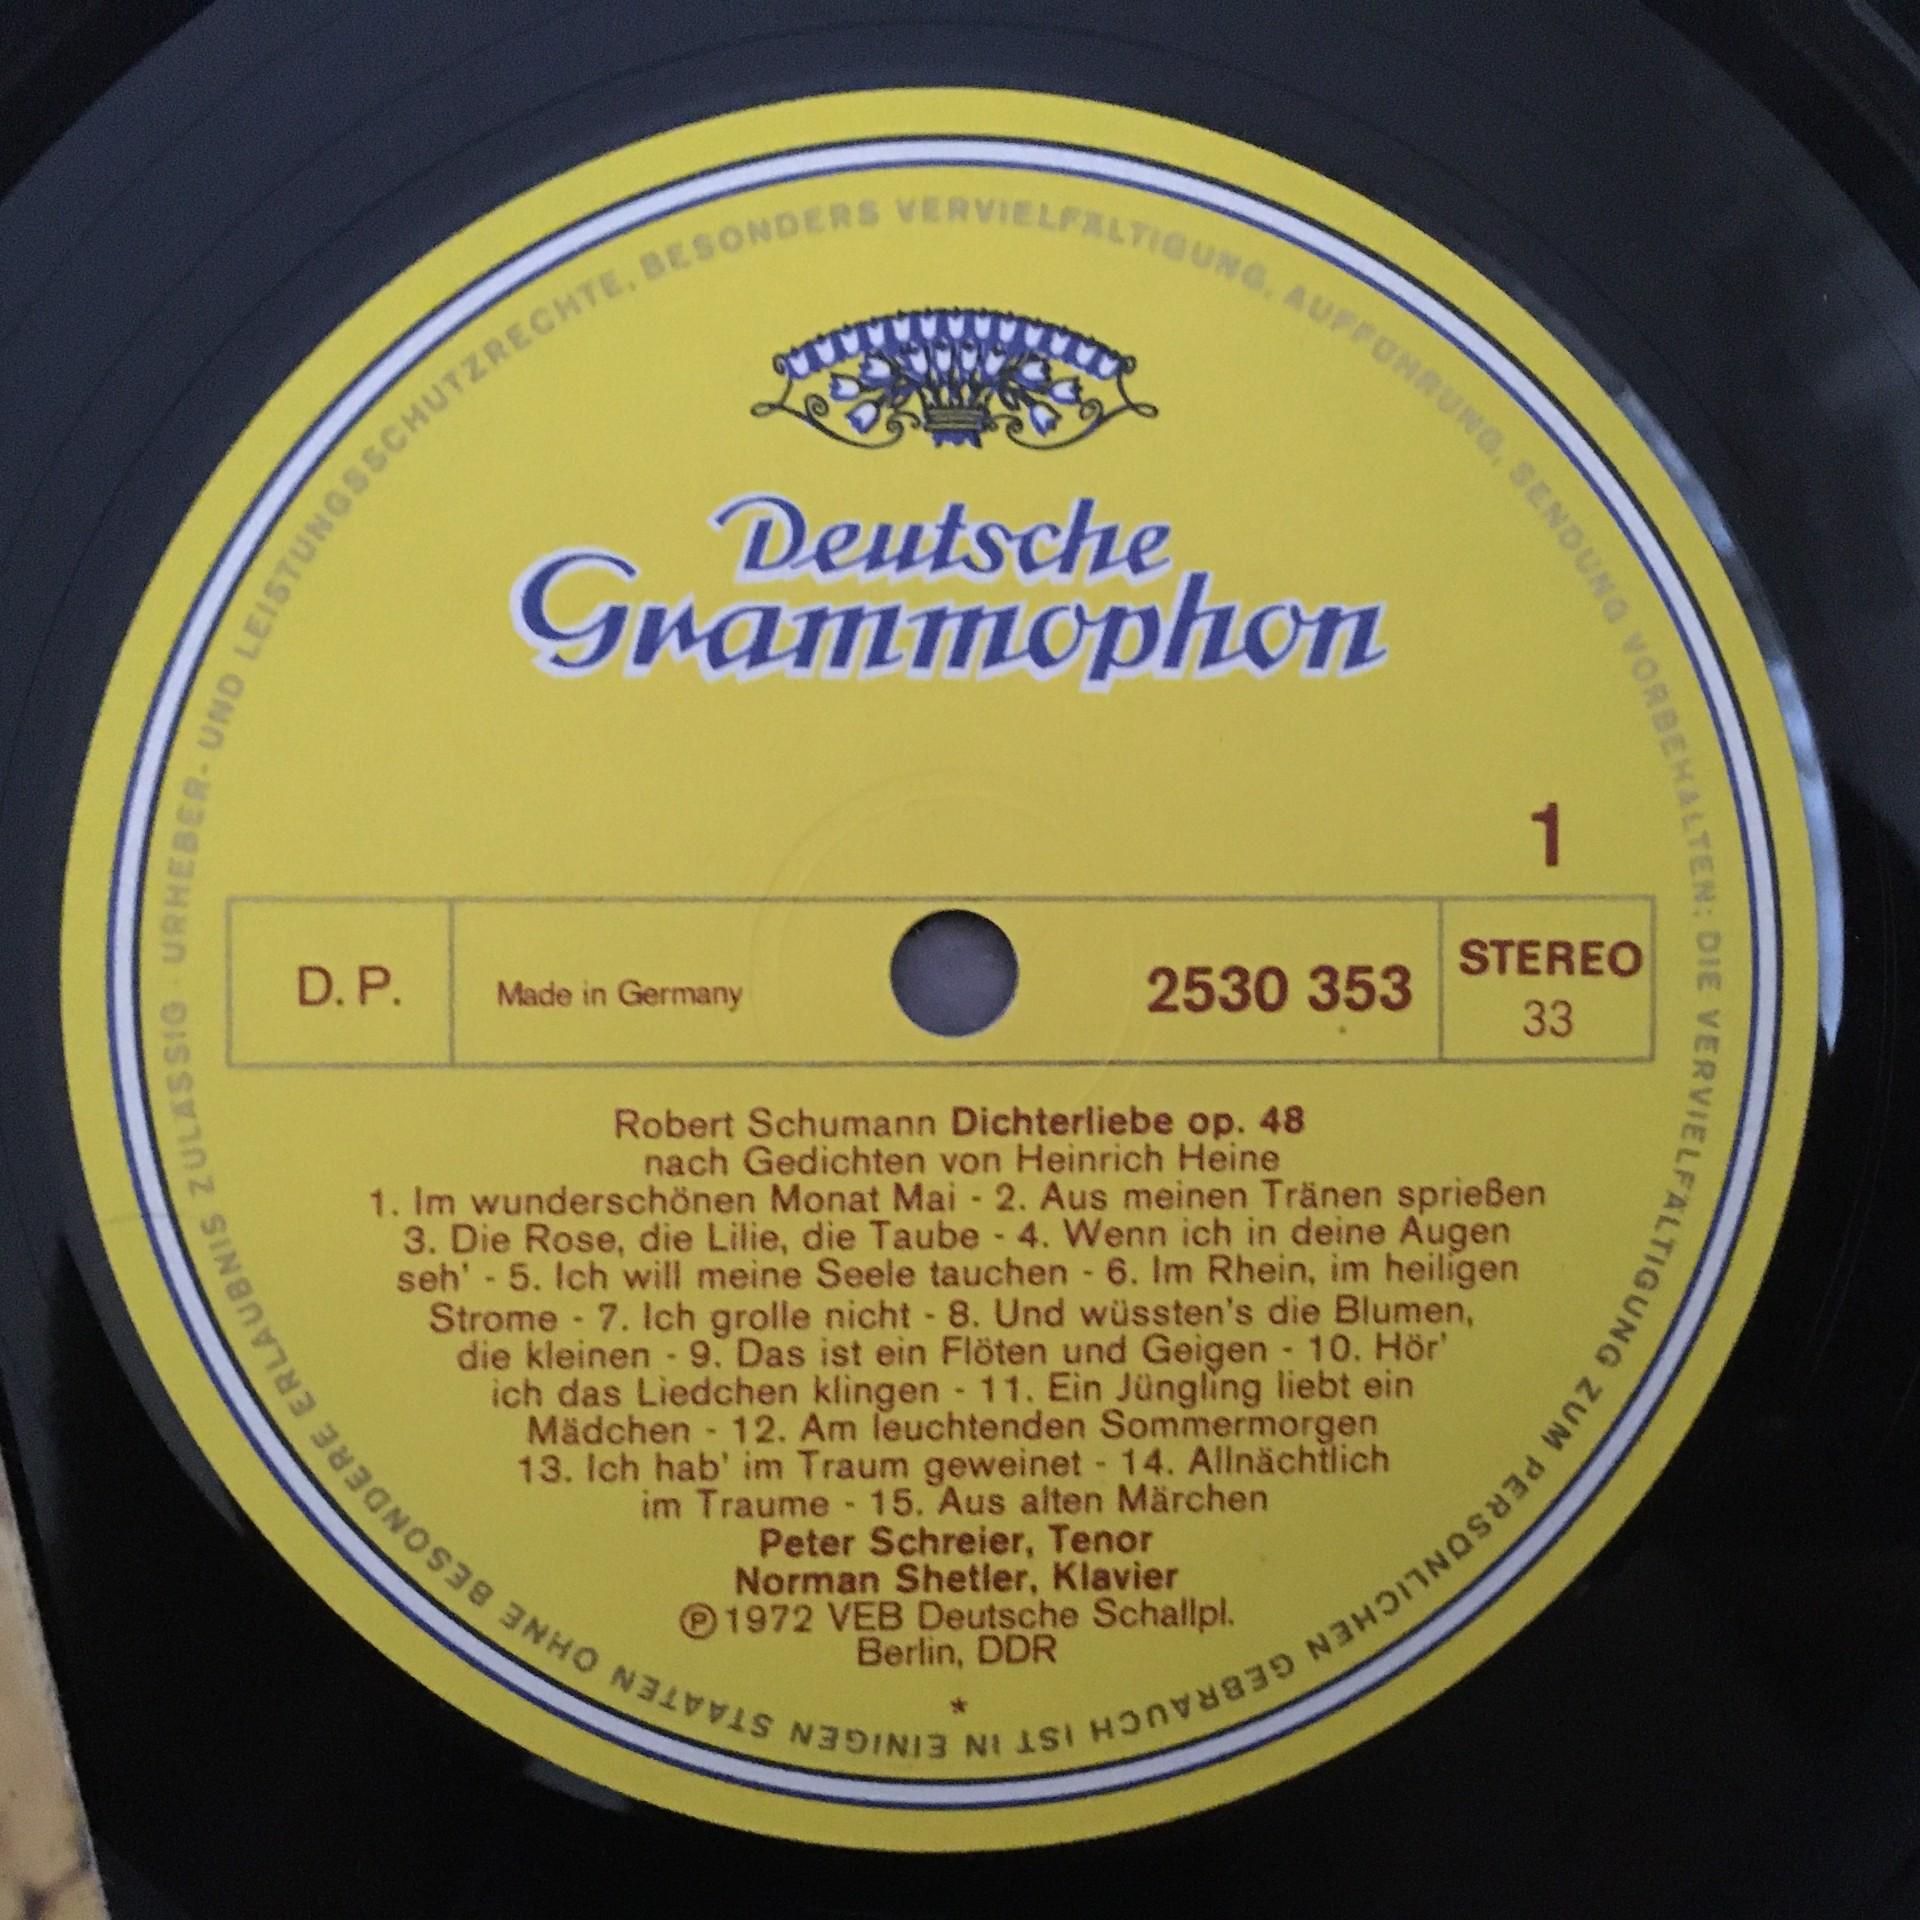 Deutsche
Grammophon
1
D. P.
Made in Germany
2530 353
STEREO
33
Robert Schumann Dichterliebe op. 48
nach Gedichten von Heinrich Heine
1. Im wunderschönen Monat Mai - 2. Aus meinen Tränen sprießen
3. Die Rose, die Lilie, die Taube - 4. Wenn ich in deine Augen
seh' - 5. Ich will meine Seele tauchen - 6. Im Rhein, im heiligen
Strome - 7. Ich grolle nicht - 8. Und wüssten's die Blumen,
die kleinen - 9. Das ist ein Flöten und Geigen - 10. Hör'
ich das Liedchen klingen - 11. Ein Jüngling liebt ein
Mädchen - 12. Am leuchtenden Sommermorgen
13. Ich hab' im Traum geweinet - 14. Allnächtlich
im Traume - 15. Aus alten Märchen
Peter Schreier, Tenor
Norman Shetler, Klavier
Ⓟ1972 VEB Deutsche Schallpl.
Berlin, DDR
*
URHEBER- UND LEISTUNGSSCHUTZRECHTE, BESONDERS VERVIELFÄLTIGUNG, AUFFÜHRUNG, SENDUNG VORBEHALTEN: DIE VERVIELFÄLTIGUNG ZUM PERSÖNLICHEN GEBRAUCH IST IN EINIGEN STAATEN OHNE BESONDERE ERLAUBNIS ZULÄSSIG ·